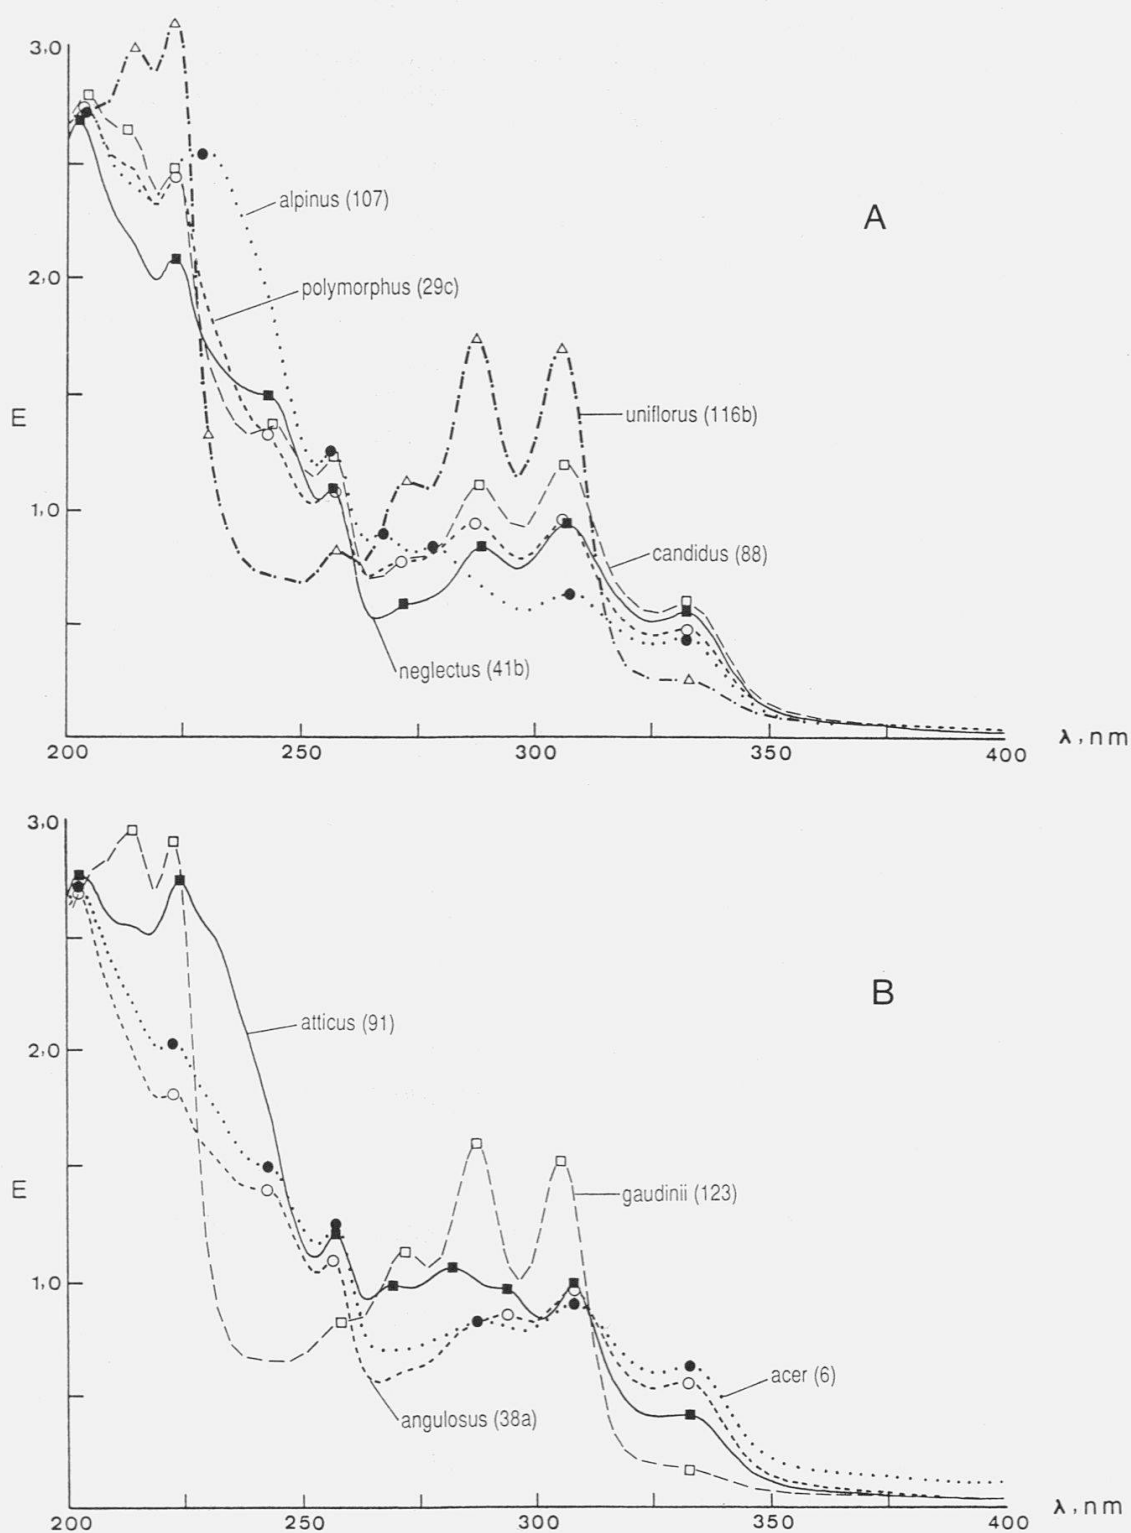 3,0
alpinus (107)
A
2,0
polymorphus (29c)
E
uniflorus (116b)
1,0
candidus (88)
neglectus (41b)
200 250 300 350 400 λ, nm
3,0
B
atticus (91)
2,0
E
gaudinii (123)
1,0
acer (6)
angulosus (38a)
200 250 300 350 400 λ, nm